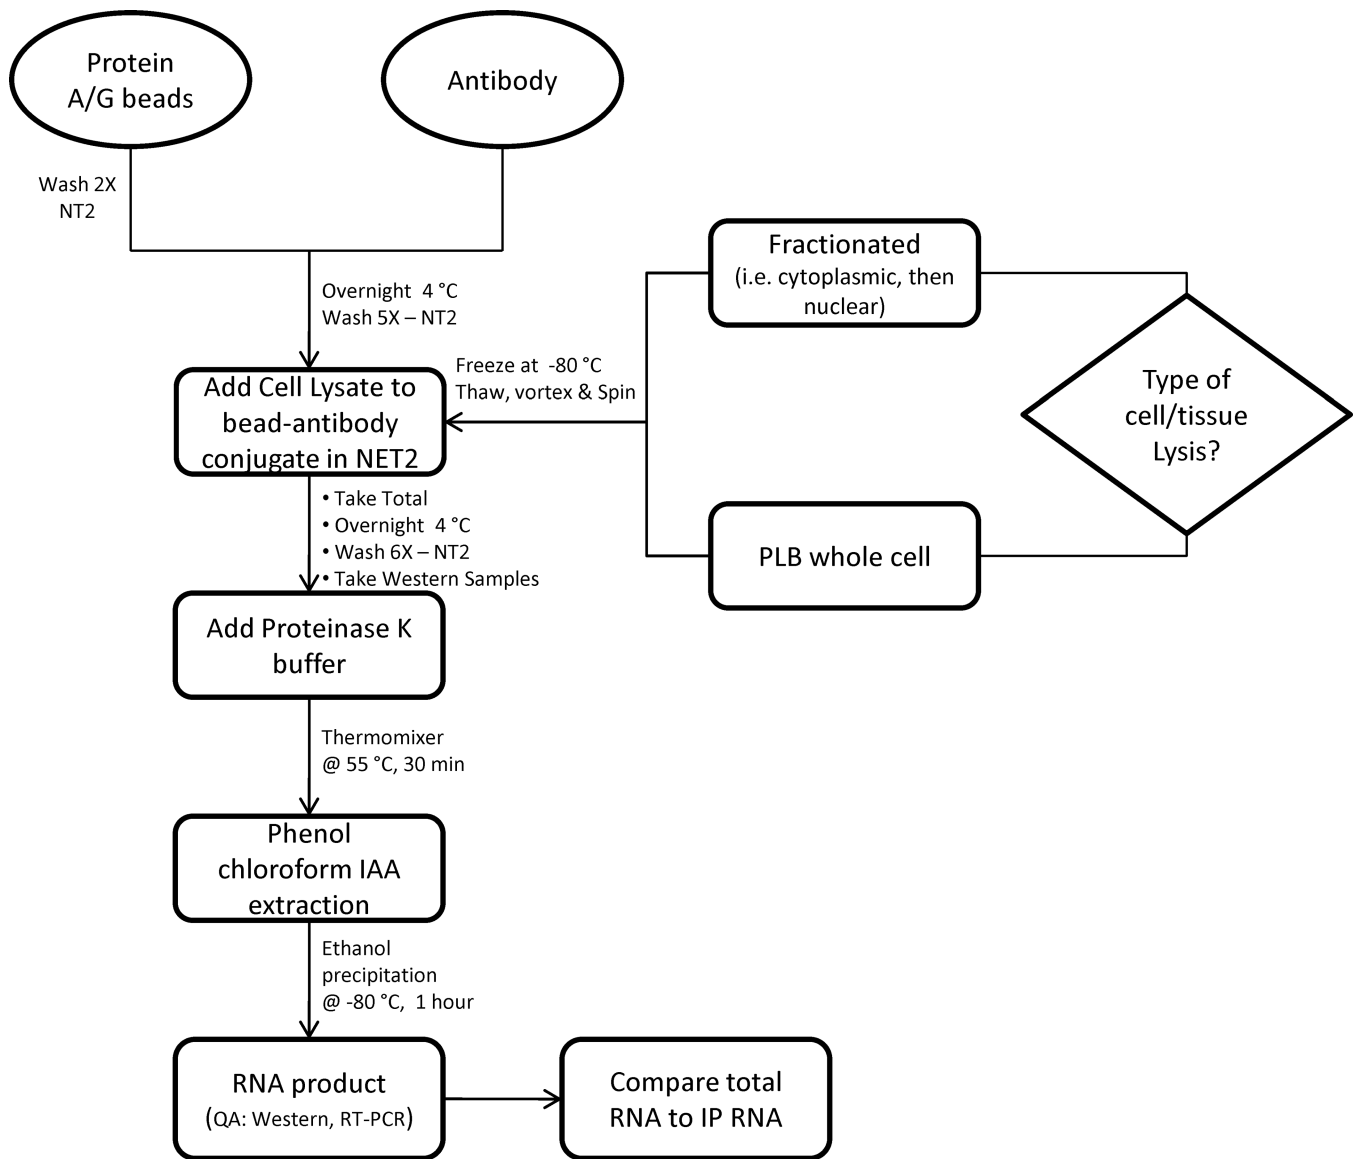 Protein
A/G beads
Antibody
Wash 2X
NT2
Overnight 4 °C
Wash 5X – NT2
Fractionated
(i.e. cytoplasmic, then
nuclear)
Type of
cell/tissue
Lysis?
PLB whole cell
Freeze at -80 °C
Thaw, vortex & Spin
Add Cell Lysate to
bead-antibody
conjugate in NET2
• Take Total
• Overnight 4 °C
• Wash 6X – NT2
• Take Western Samples
Add Proteinase K
buffer
Thermomixer
@ 55 °C, 30 min
Phenol
chloroform IAA
extraction
Ethanol
precipitation
@ -80 °C, 1 hour
RNA product
(QA: Western, RT-PCR)
Compare total
RNA to IP RNA